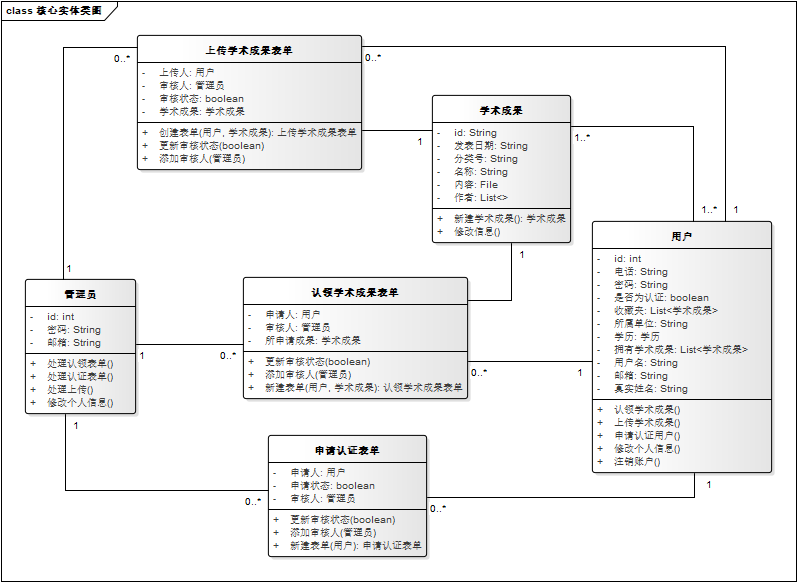 class 核心实体类图
上传学术成果表单
- 上传人: 用户
- 审核人: 管理员
- 审核状态: boolean
- 学术成果: 学术成果
+ 创建表单(用户, 学术成果): 上传学术成果表单
+ 更新审核状态(boolean)
+ 添加审核人(管理员)
0..*
0..*
学术成果
- id: String
- 发表日期: String
- 分类号: String
- 名称: String
- 内容: File
- 作者: List<>
+ 新建学术成果(): 学术成果
+ 修改信息()
1
1..*
1..*
1
1
用户
- id: int
- 电话: String
- 密码: String
- 是否为认证: boolean
- 收藏夹: List<学术成果>
- 所属单位: String
- 学历: 学历
- 拥有学术成果: List<学术成果>
- 用户名: String
- 邮箱: String
- 真实姓名: String
+ 认领学术成果()
+ 上传学术成果()
+ 申请认证用户()
+ 修改个人信息()
+ 注销账户()
1
管理员
- id: int
- 密码: String
- 邮箱: String
+ 处理认领表单()
+ 处理认证表单()
+ 处理上传()
+ 修改个人信息()
认领学术成果表单
- 申请人: 用户
- 审核人: 管理员
- 所申请成果: 学术成果
+ 更新审核状态(boolean)
+ 添加审核人(管理员)
+ 新建表单(用户, 学术成果): 认领学术成果表单
1
0..*
0..*
1
1
申请认证表单
- 申请人: 用户
- 申请状态: boolean
- 审核人: 管理员
+ 更新审核状态(boolean)
+ 添加审核人(管理员)
+ 新建表单(用户): 申请认证表单
0..*
0..*
1